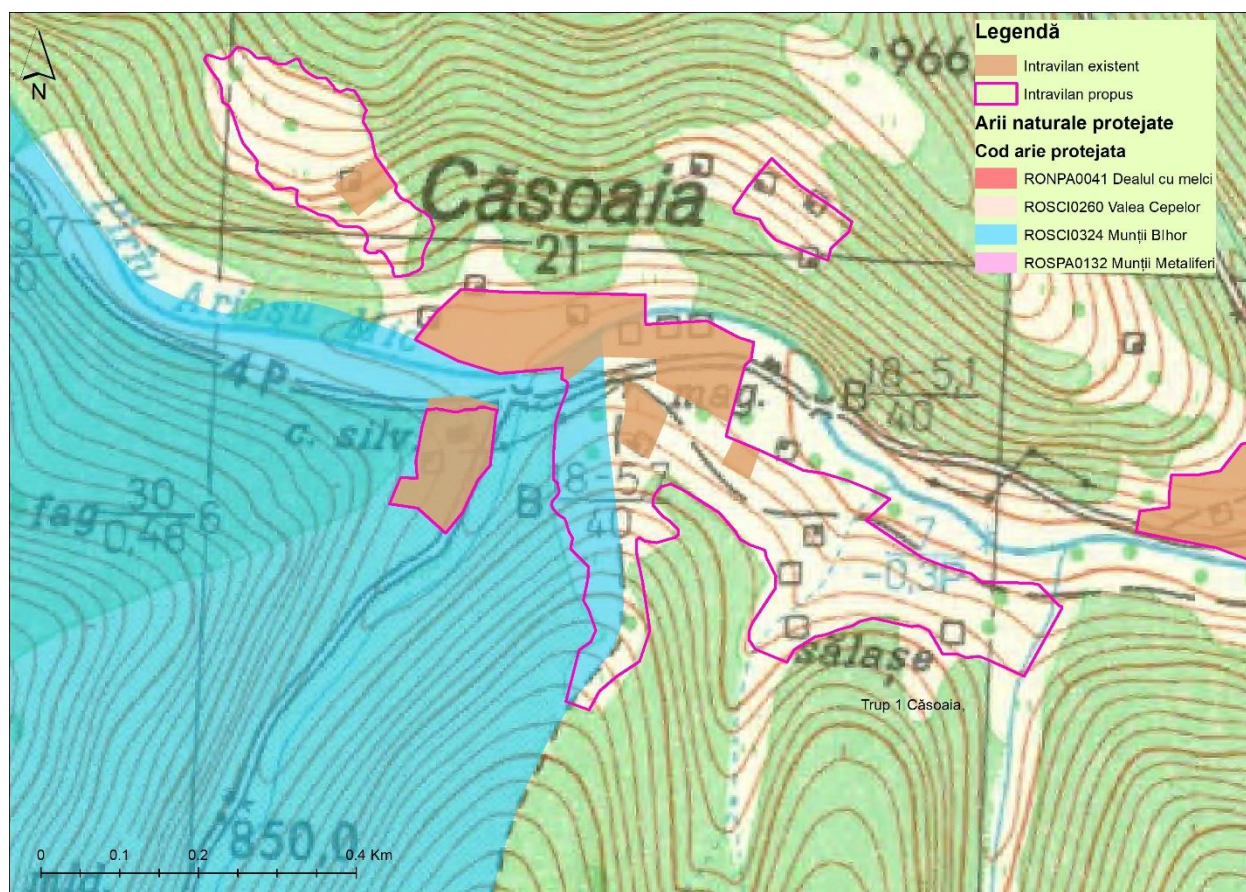 N
966
Legendă
Intravilan existent
Intravilan propus
Arii naturale protejate
Cod arie protejata
RONPA0041 Dealul cu melci
ROSCI0260 Valea Cepelor
ROSCI0324 Munții BIhor
ROSPA0132 Munții Metaliferi
Căsoaia
21
Arieșu Mic
4 P
18-5,1
B
40
mag.
c. silv
fag 30
0,46 6
B 18-5,7
40
7
-0,3P
sălașe
Trup 1 Căsoaia,
850,0
0 0.1 0.2 0.4 Km